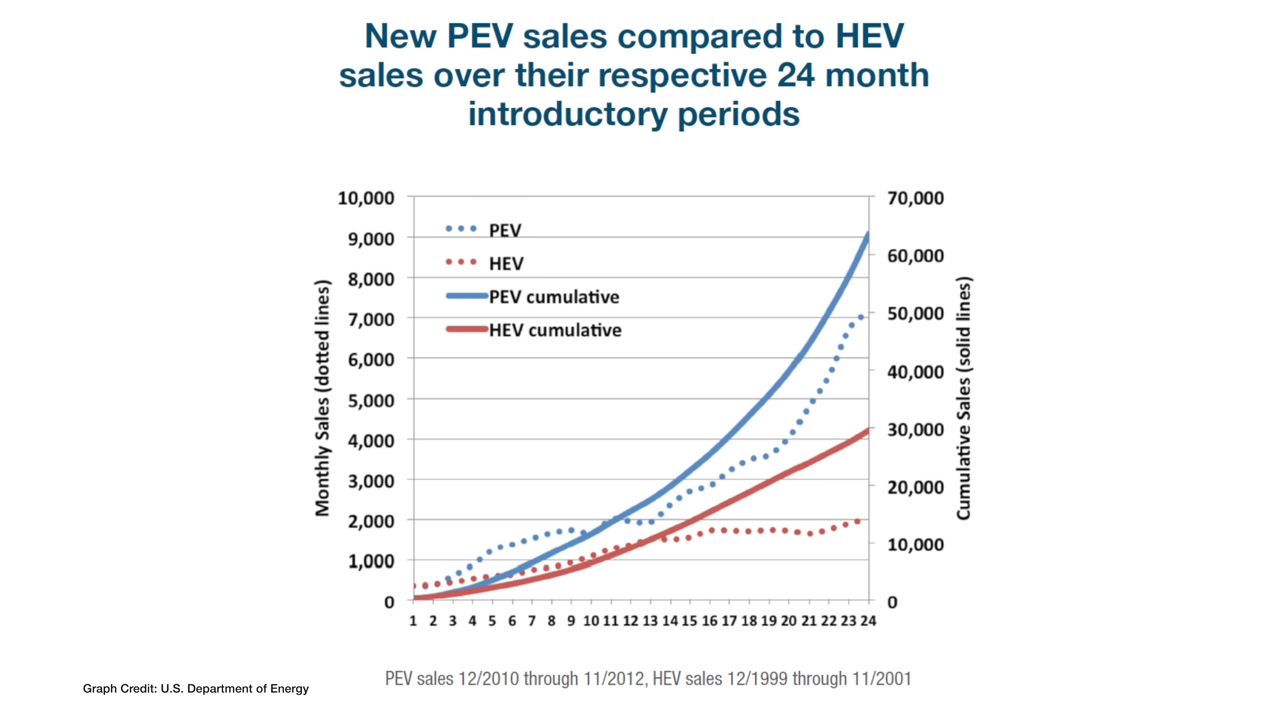 New PEV sales compared to HEV
sales over their respective 24 month
introductory periods
10,000
9,000
8,000
7,000
6,000
5,000
4,000
3,000
2,000
1,000
0
Monthly Sales (dotted lines)
PEV
HEV
PEV cumulative
HEV cumulative
70,000
60,000
50,000
40,000
30,000
20,000
10,000
0
Cumulative Sales (solid lines)
1 2 3 4 5 6 7 8 9 10 11 12 13 14 15 16 17 18 19 20 21 22 23 24
PEV sales 12/2010 through 11/2012, HEV sales 12/1999 through 11/2001
Graph Credit: U.S. Department of Energy